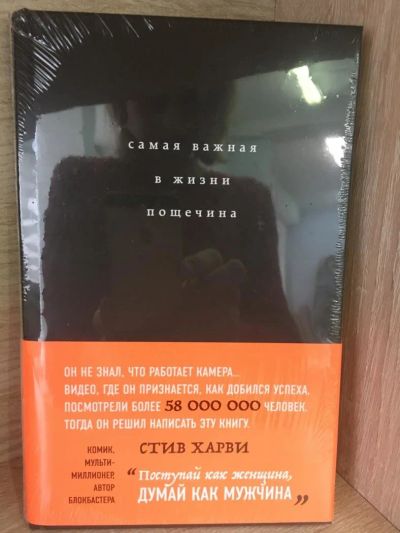 самая важная
в жизни
пощечина
ОН НЕ ЗНАЛ, ЧТО РАБОТАЕТ КАМЕРА...
ВИДЕО, ГДЕ ОН ПРИЗНАЕТСЯ, КАК ДОБИЛСЯ УСПЕХА,
ПОСМОТРЕЛИ БОЛЕЕ 58 000 000 ЧЕЛОВЕК.
ТОГДА ОН РЕШИЛ НАПИСАТЬ ЭТУ КНИГУ.
КОМИК,
МУЛЬТИ-
МИЛЛИОНЕР,
АВТОР
БЛОКБАСТЕРА
СТИВ ХАРВИ
“Поступай как женщина,
ДУМАЙ КАК МУЖЧИНА„